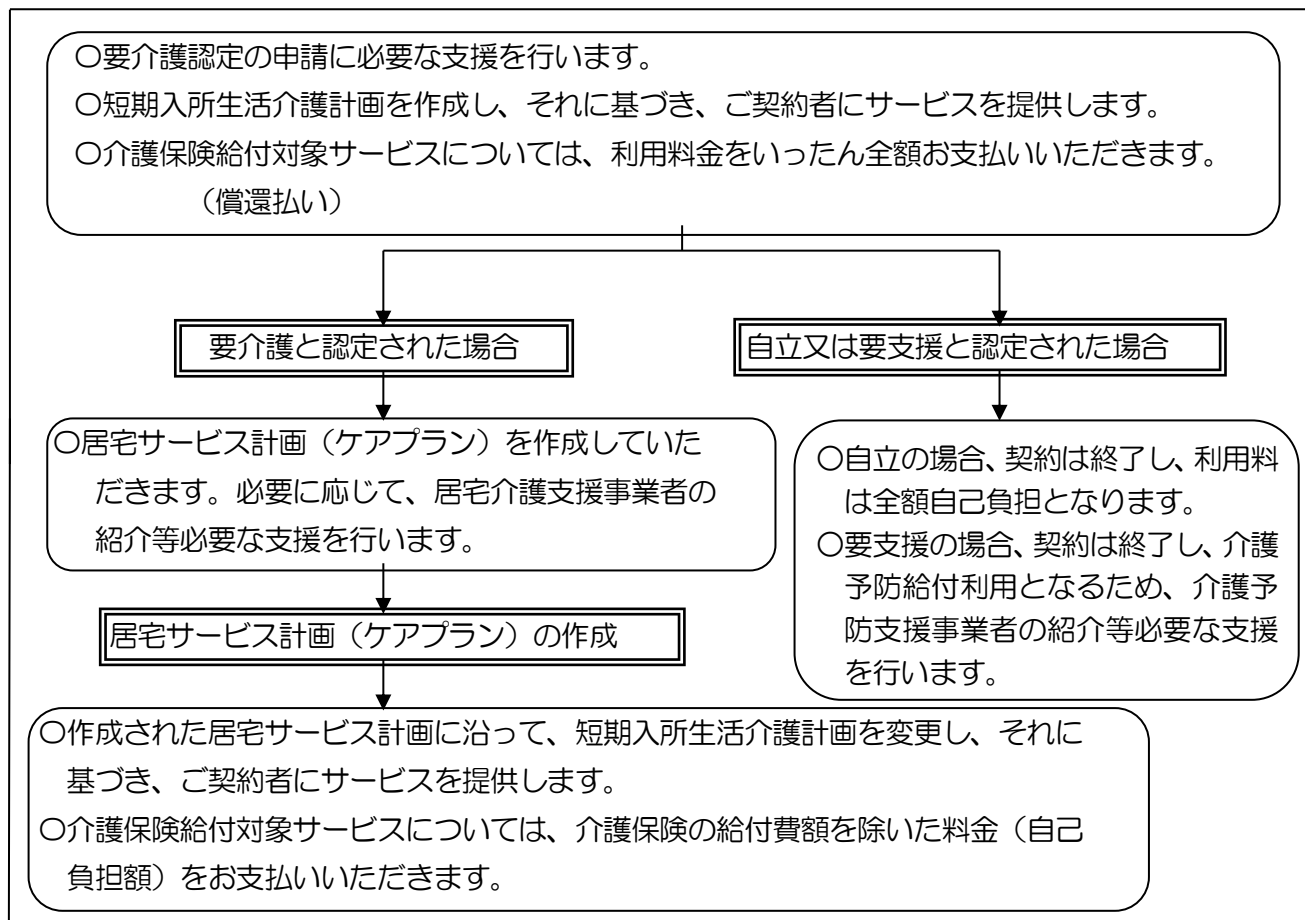 ○要介護認定の申請に必要な支援を行います。
○短期入所生活介護計画を作成し、それに基づき、ご契約者にサービスを提供します。
○介護保険給付対象サービスについては、利用料金をいったん全額お支払いいただきます。
（償還払い）
要介護と認定された場合
自立又は要支援と認定された場合
○居宅サービス計画（ケアプラン）を作成していた
だきます。必要に応じて、居宅介護支援事業者の
紹介等必要な支援を行います。
○自立の場合、契約は終了し、利用料
は全額自己負担となります。
○要支援の場合、契約は終了し、介護
予防給付利用となるため、介護予
防支援事業者の紹介等必要な支援
を行います。
居宅サービス計画（ケアプラン）の作成
○作成された居宅サービス計画に沿って、短期入所生活介護計画を変更し、それに
基づき、ご契約者にサービスを提供します。
○介護保険給付対象サービスについては、介護保険の給付費額を除いた料金（自己
負担額）をお支払いいただきます。